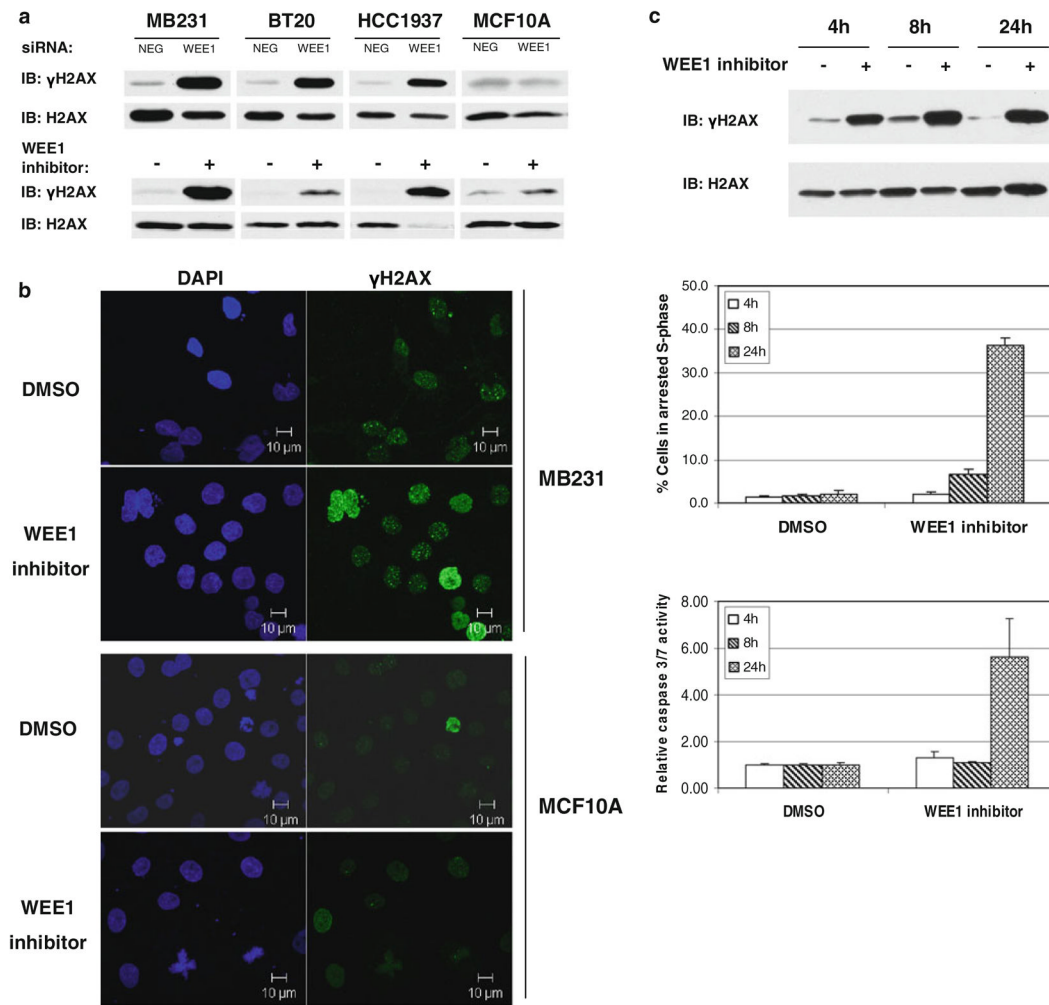 a
MB231 BT20 HCC1937 MCF10A
siRNA: NEG WEE1 NEG WEE1 NEG WEE1 NEG WEE1
IB: γH2AX
IB: H2AX
WEE1
inhibitor: - + - + - + - +
IB: γH2AX
IB: H2AX
b
DAPI γH2AX
DMSO
10 µm 10 µm
WEE1
inhibitor
10 µm 10 µm
MB231
DMSO
10 µm 10 µm
WEE1
inhibitor
10 µm 10 µm
MCF10A
c
4h 8h 24h
WEE1 inhibitor - + - + - +
IB: γH2AX
IB: H2AX
% Cells in arrested S-phase
50.0
40.0
30.0
20.0
10.0
0.0
4h
8h
24h
DMSO WEE1 inhibitor
Relative caspase 3/7 activity
8.00
6.00
4.00
2.00
0.00
4h
8h
24h
DMSO WEE1 inhibitor